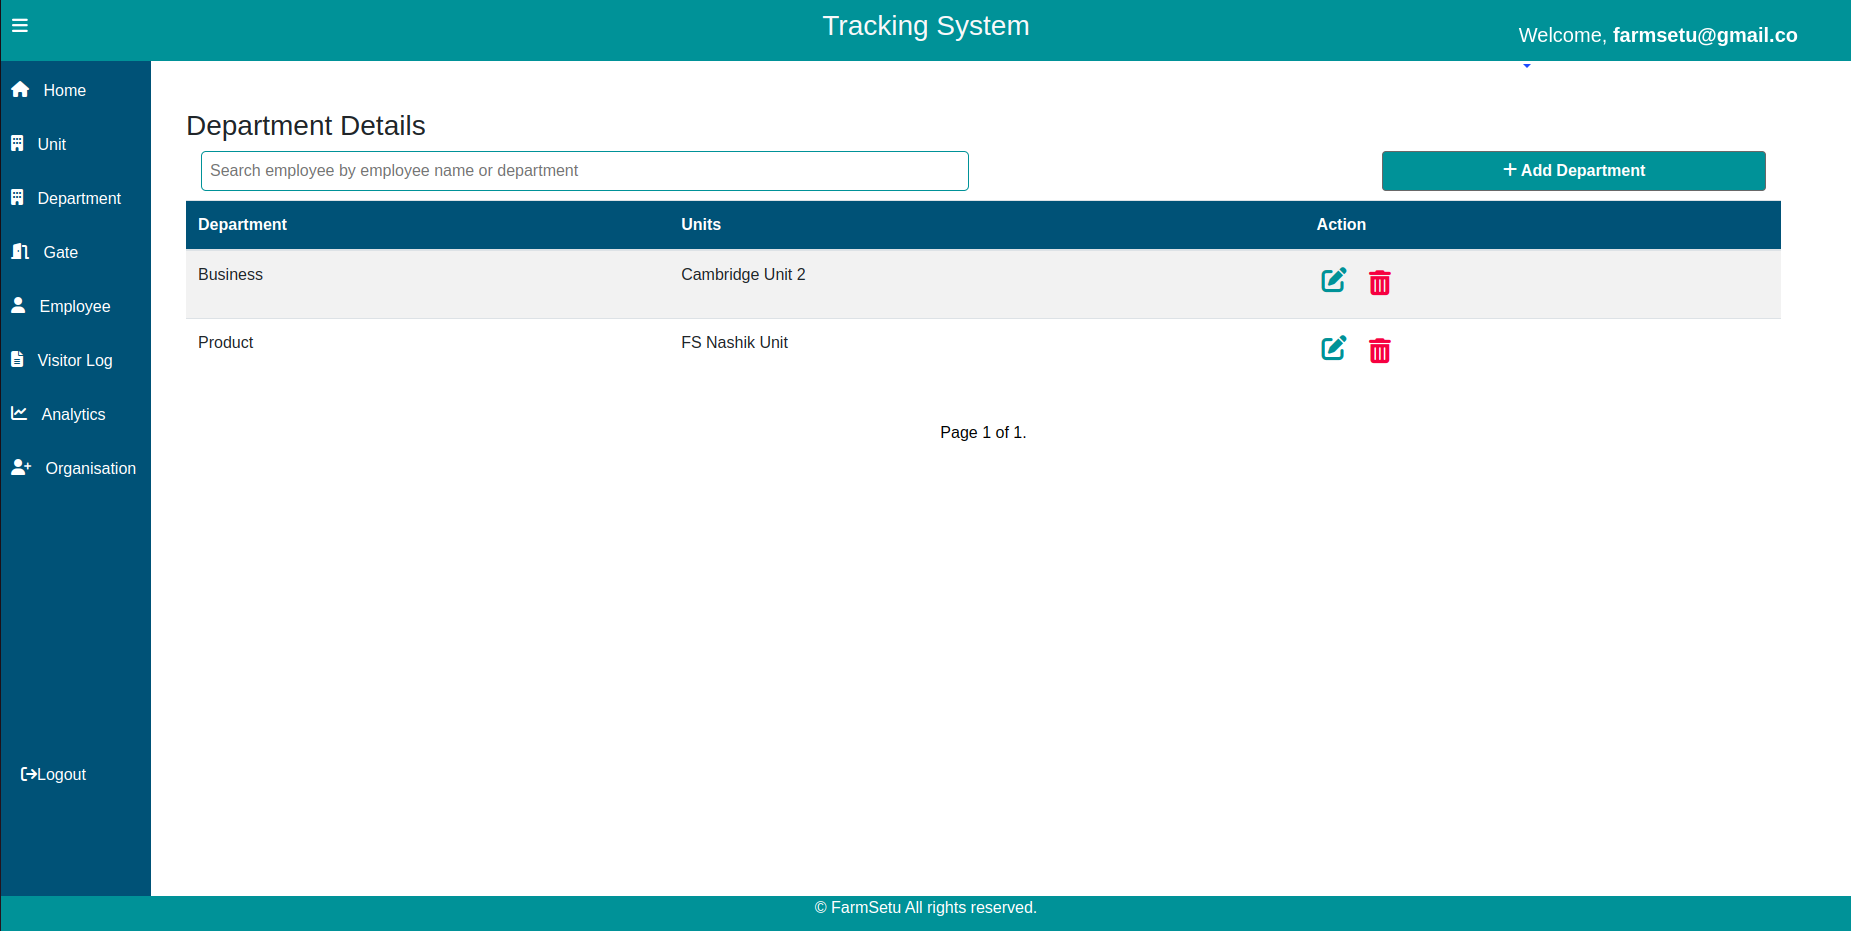 Tracking System
Welcome, farmsetu@gmail.co
Home
Unit
Department
Gate
Employee
Visitor Log
Analytics
Organisation
Logout
Department Details
Search employee by employee name or department
+ Add Department
Department Units Action
Business Cambridge Unit 2
Product FS Nashik Unit
Page 1 of 1.
© FarmSetu All rights reserved.